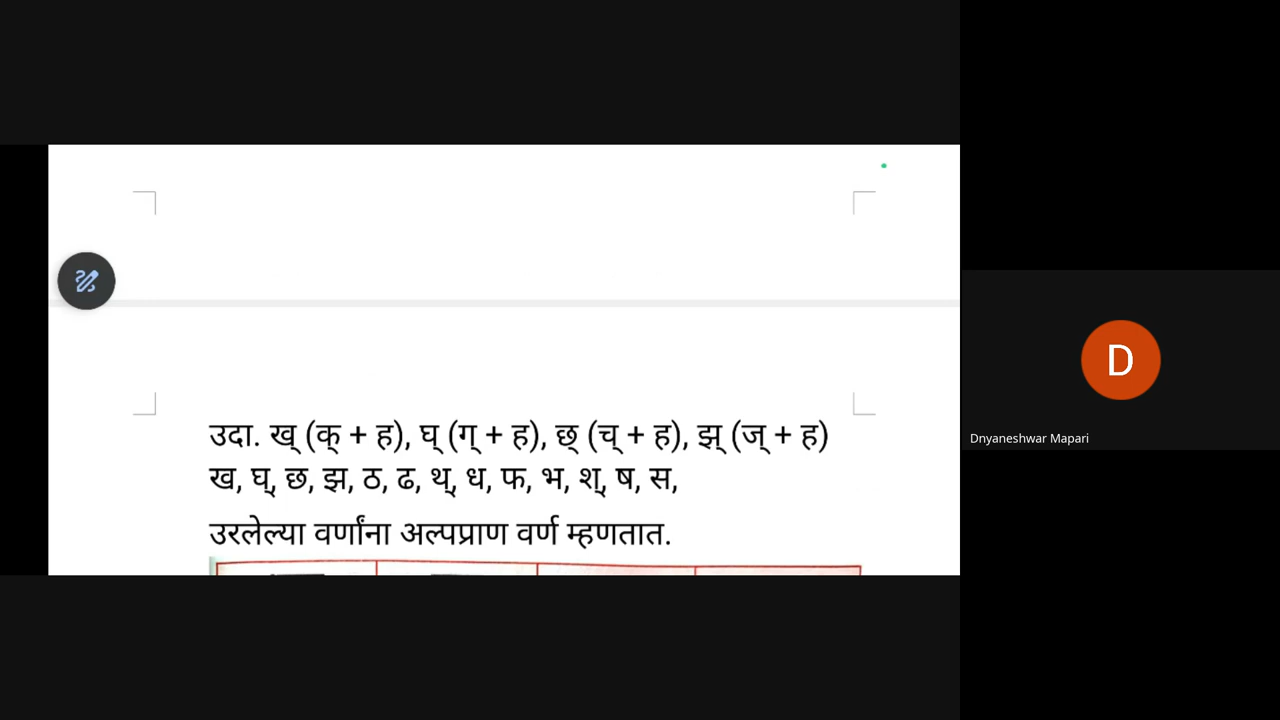 उदा. ख् (क् + ह), घ् (ग् + ह), छ् (च् + ह), झ् (ज् + ह)
ख, घ्, छ, झ, ठ, ढ, थ्, ध, फ, भ, श्, ष, स,
उरलेल्या वर्णांना अल्पप्राण वर्ण म्हणतात.
D
Dnyaneshwar Mapari